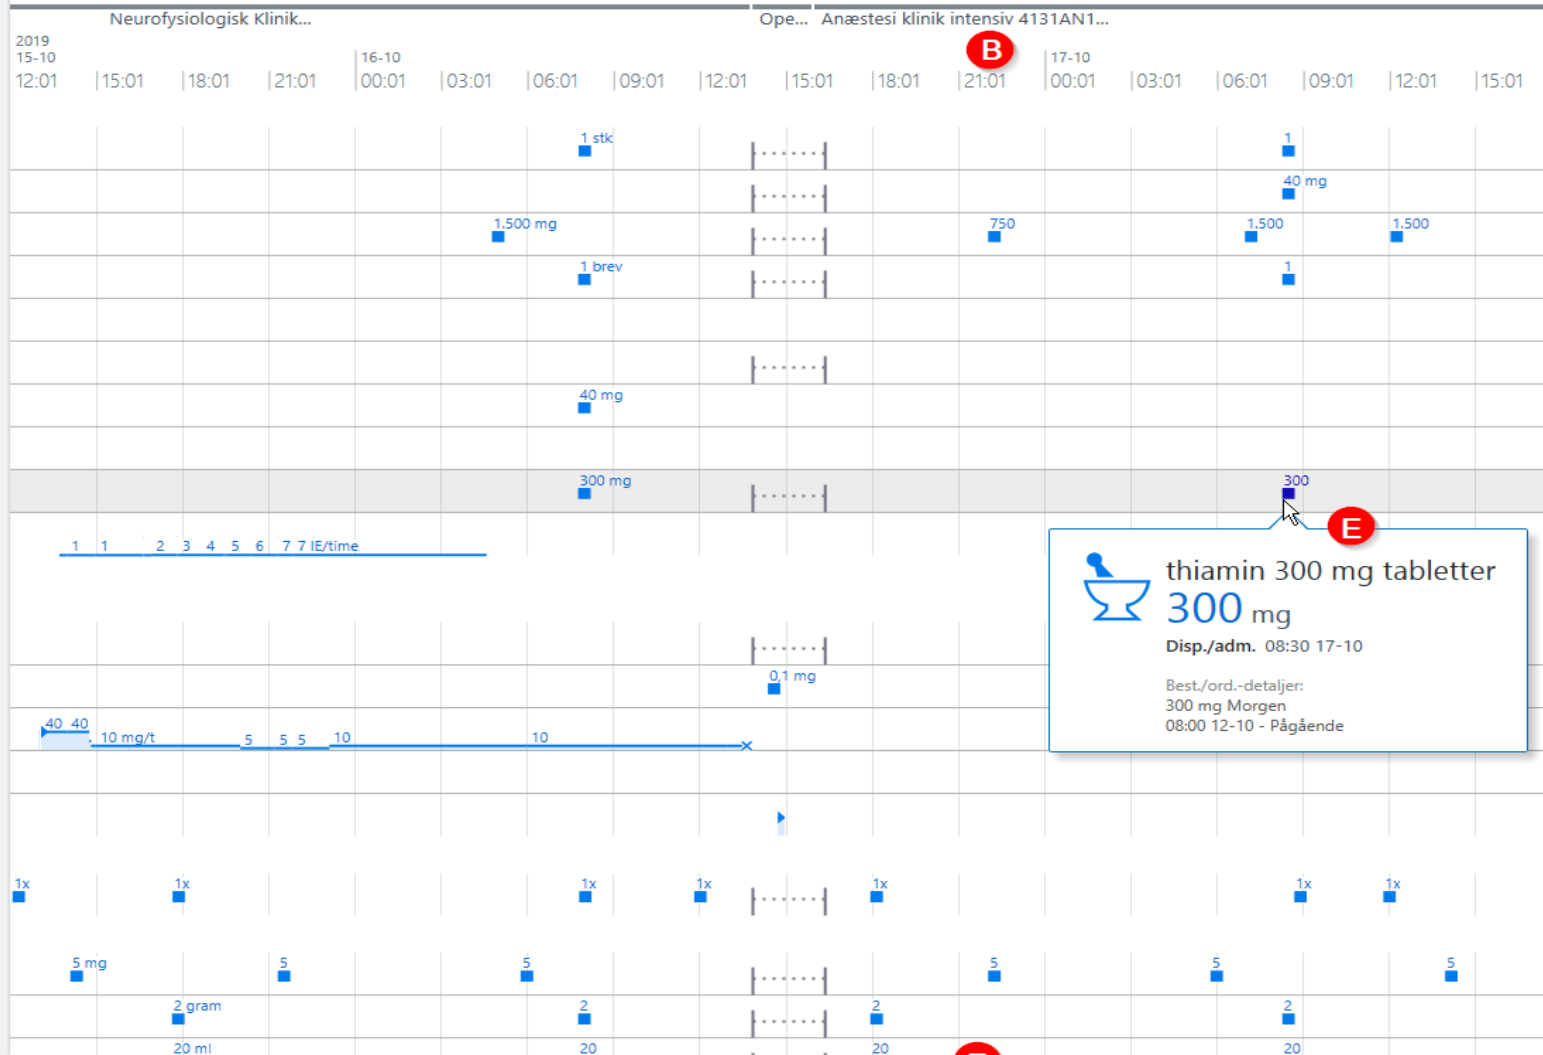 Neurofysiologisk Klinik... Ope... Anæstesi klinik intensiv 4131AN1...
2019
B
15-10 16-10 17-10
12:01 15:01 18:01 21:01 00:01 03:01 06:01 09:01 12:01 15:01 18:01 21:01 00:01 03:01 06:01 09:01 12:01 15:01
1 stk 1
40 mg
1.500 mg 750 1.500 1.500
1 brev 1
40 mg
300 mg 300
E
1 1 2 3 4 5 6 7 7 IE/time
thiamin 300 mg tabletter
300 mg
Disp./adm. 08:30 17-10
Best./ord.-detaljer:
300 mg Morgen
08:00 12-10 - Pågående
0,1 mg
40 40 10 mg/t 5 5 5 10 10
1x 1x 1x 1x 1x 1x 1x
5 mg 5 5 5 5 5
2 gram 2 2 2
20 ml 20 20 20